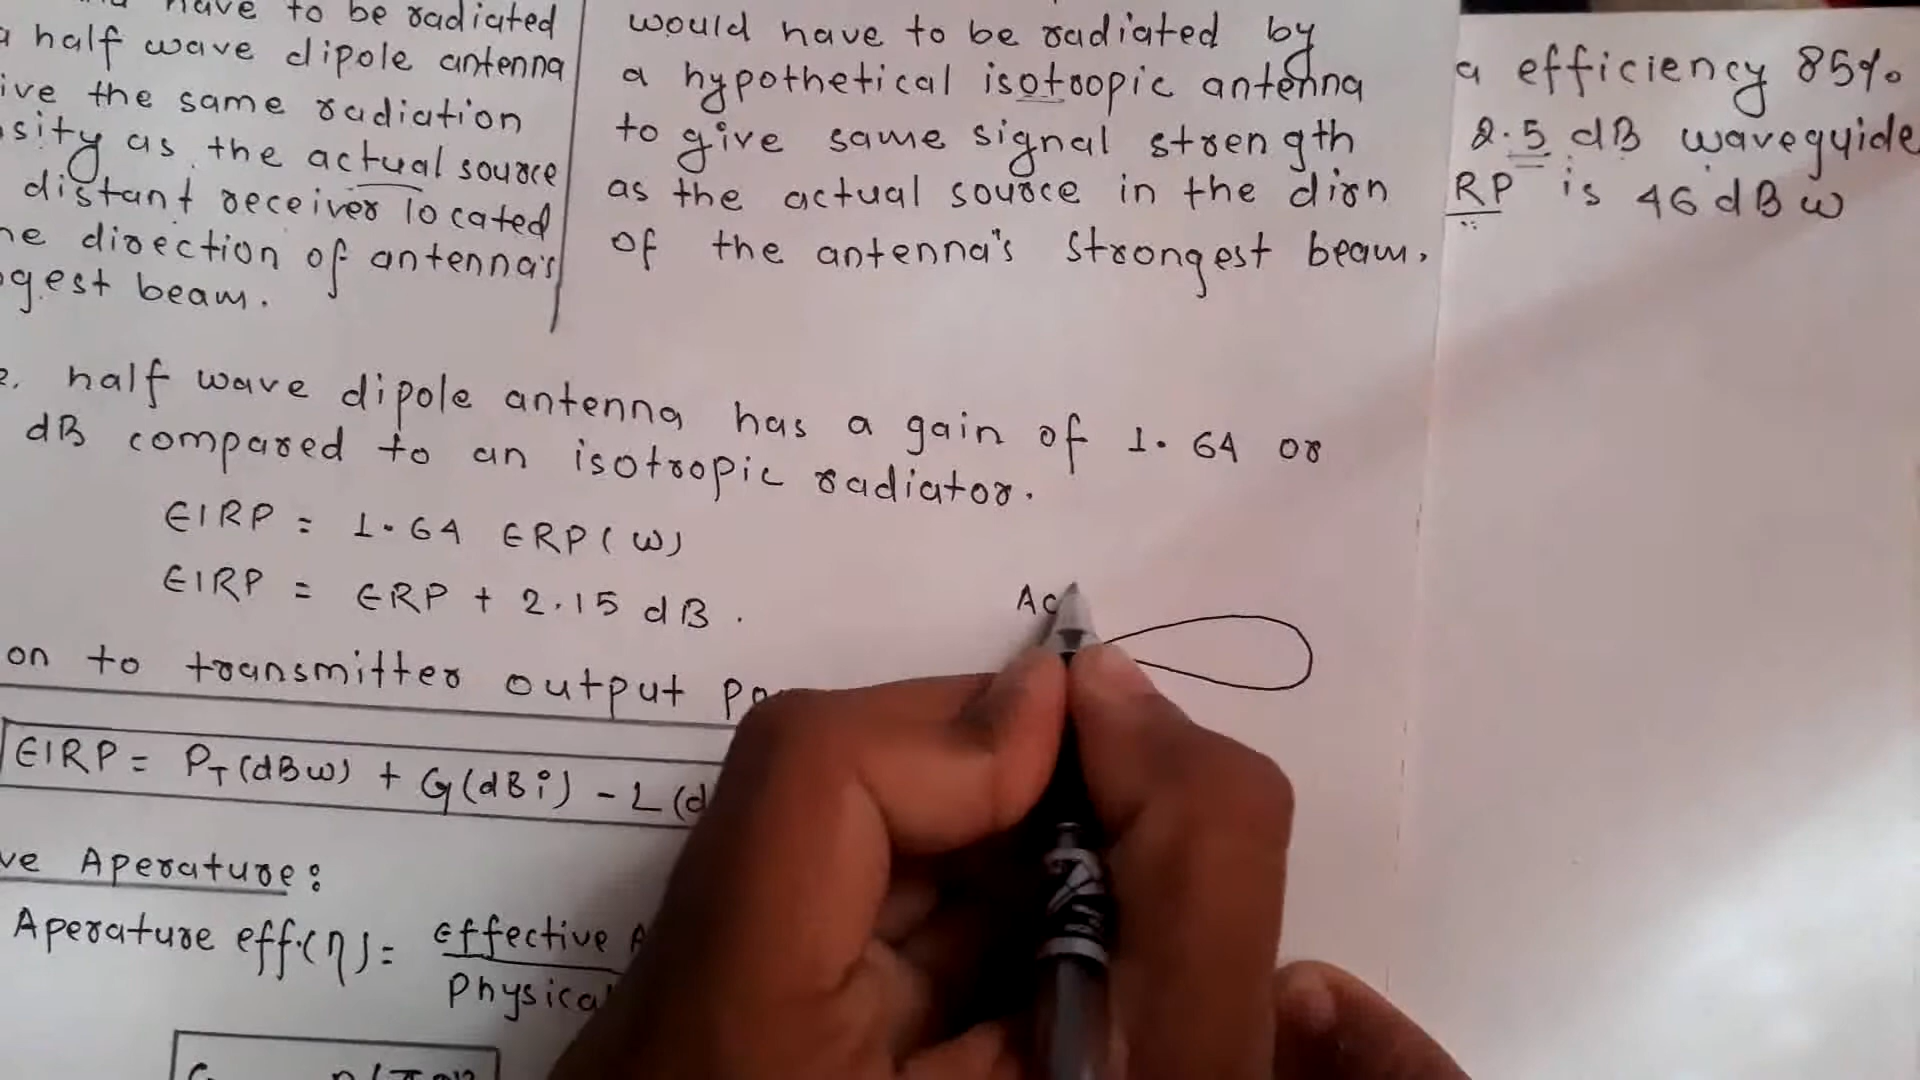 have to be radiated
half wave dipole antenna
ive the same radiation
sity as the actual source
distant receiver located
he direction of antenna's
gest beam.
would have to be radiated by
a hypothetical isotropic antenna
to give same signal strength
as the actual source in the dirn
of the antenna's strongest beam.
a efficiency 85%
2.5 dB waveguide
RP is 46 dBw
half wave dipole antenna has a gain of 1.64 or
dB compared to an isotropic radiator.
EIRP = 1.64 ERP(W)
EIRP = ERP + 2.15 dB.
Ac
on to transmitter output po
EIRP = PT(dBw) + G(dBi) - L(d
ve Aperature:
Aperature eff.(η) = Effective A
Physical